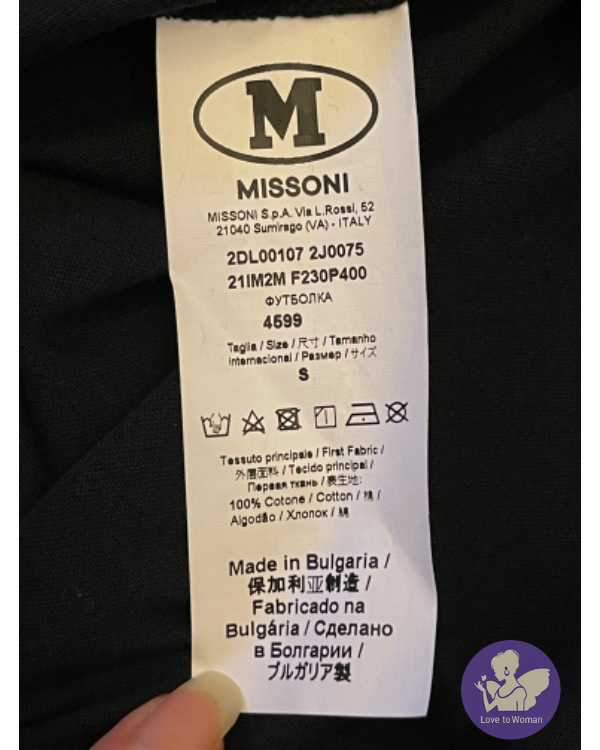 M
MISSONI
MISSONI S.p.A. Via L.Rossi, 52
21040 Sumirago (VA) - ITALY
2DL00107 2J0075
21IM2M F230P400
ФУТБОЛКА
4599
Taglia / Size / 尺寸 / Tamanho
Internacional / Размер / サイズ
S
Tessuto principale / First Fabric /
外層面料 / Tecido principal /
Первая ткань / 表生地:
100% Cotone / Cotton / 棉 /
Algodão / Хлопок / 綿
Made in Bulgaria /
保加利亚創造 /
Fabricado na
Bulgária / Сделано
в Болгарии /
ブルガリア製
Love to Woman